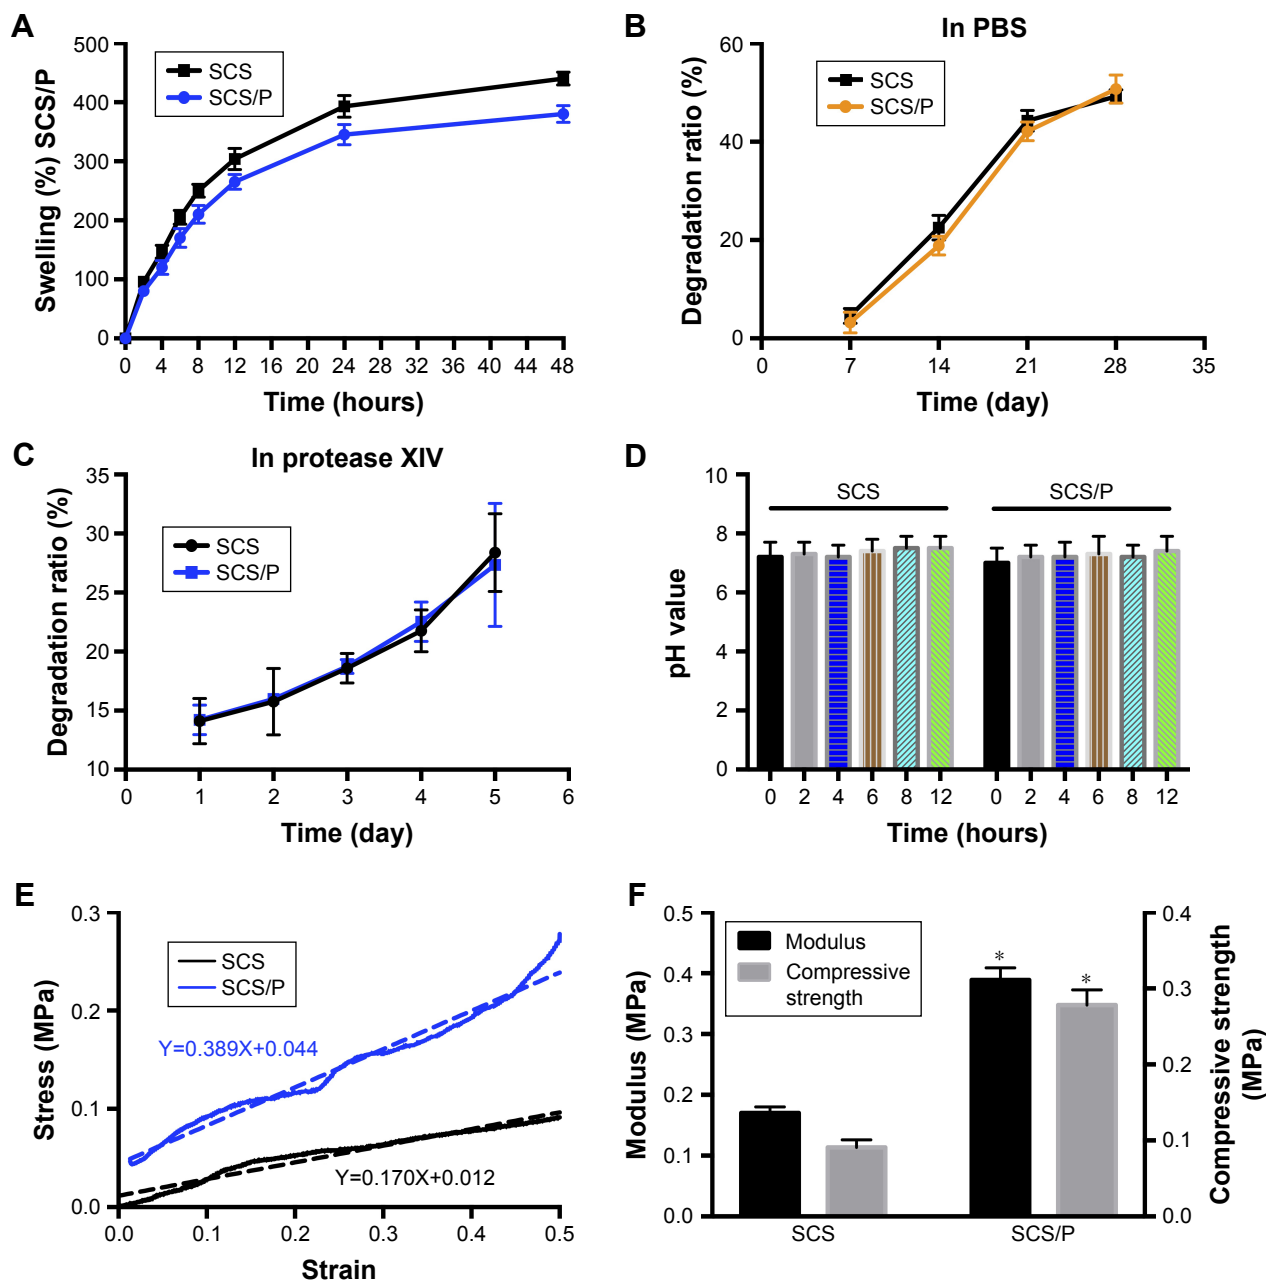 A
500
400
300
200
100
0
Swelling (%) SCS/P
SCS
SCS/P
0 4 8 12 16 20 24 28 32 36 40 44 48
Time (hours)
B
In PBS
60
40
20
0
Degradation ratio (%)
SCS
SCS/P
0 7 14 21 28 35
Time (day)
C
In protease XIV
35
30
25
20
15
10
Degradation ratio (%)
SCS
SCS/P
0 1 2 3 4 5 6
Time (day)
D
10
8
6
4
2
0
pH value
SCS
SCS/P
0 2 4 6 8 12 0 2 4 6 8 12
Time (hours)
E
0.3
0.2
0.1
0.0
Stress (MPa)
SCS
SCS/P
Y=0.389X+0.044
Y=0.170X+0.012
0.0 0.1 0.2 0.3 0.4 0.5
Strain
F
0.5
0.4
0.3
0.2
0.1
0.0
Modulus (MPa)
Modulus
Compressive
strength
*
*
SCS SCS/P
0.4
0.3
0.2
0.1
0.0
Compressive strength
(MPa)